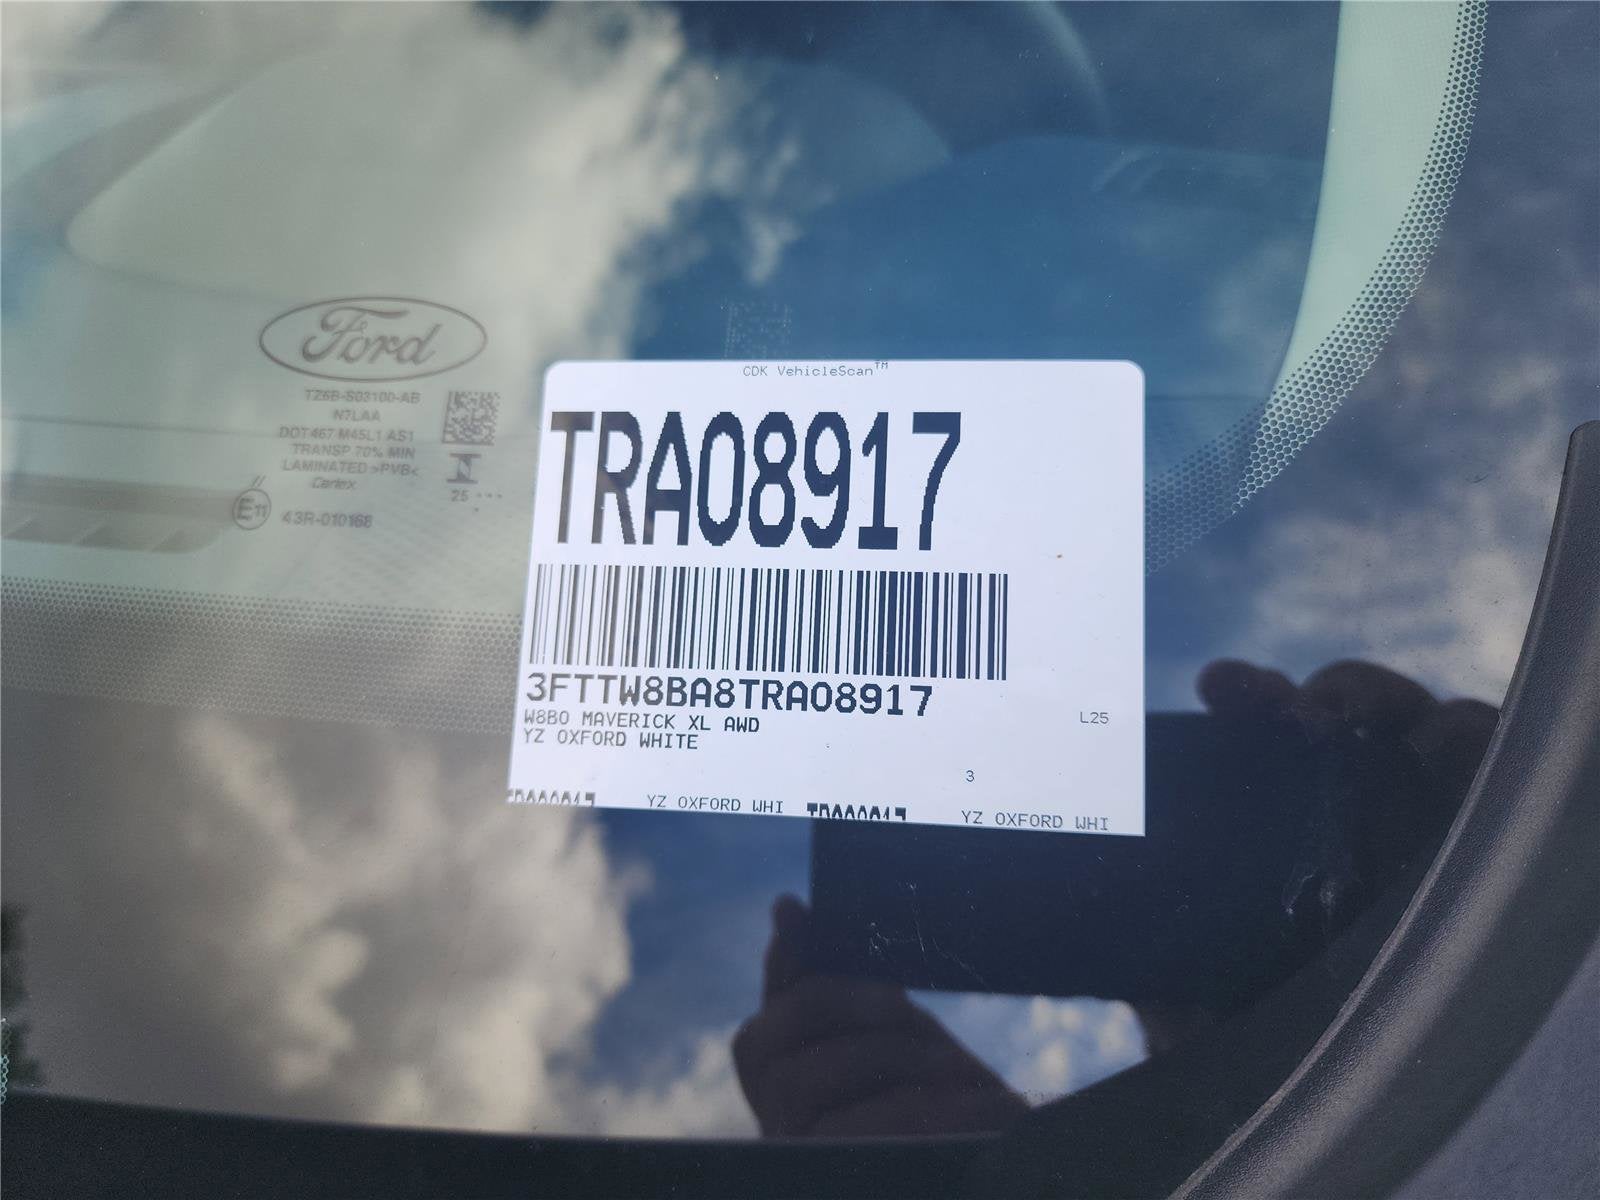 Ford
TZ6B-S03100-AB
N7LAA
DOT467 M45L1 AS1
TRANSP 70% MIN
LAMINATED >PVB<
Carlex
25 ...
E11 43R-010168
CDK VehicleScan™
TRA08917
3FTTW8BA8TRA08917
W8B0 MAVERICK XL AWD
YZ OXFORD WHITE
L25
3
YZ OXFORD WHI
YZ OXFORD WHI